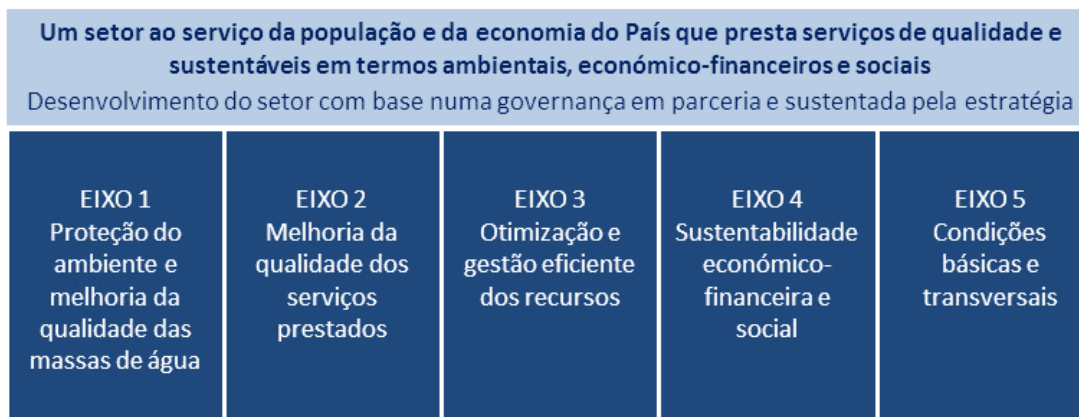 Um setor ao serviço da população e da economia do País que presta serviços de qualidade e
sustentáveis em termos ambientais, económico-financeiros e sociais
Desenvolvimento do setor com base numa governança em parceria e sustentada pela estratégia
EIXO 1
Proteção do
ambiente e
melhoria da
qualidade das
massas de água
EIXO 2
Melhoria da
qualidade dos
serviços
prestados
EIXO 3
Otimização e
gestão eficiente
dos recursos
EIXO 4
Sustentabilidade
económico-
financeira e
social
EIXO 5
Condições
básicas e
transversais